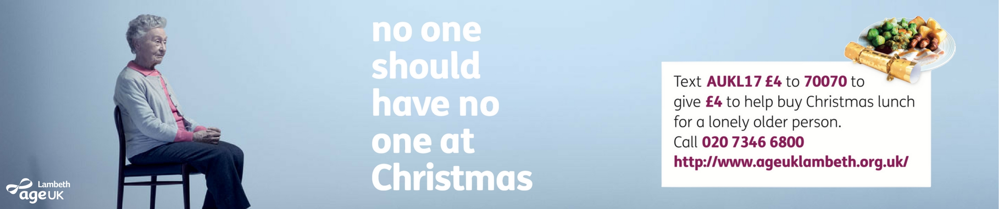 no one
should
have no
one at
Christmas
Text AUKL17 £4 to 70070 to
give £4 to help buy Christmas lunch
for a lonely older person.
Call 020 7346 6800
http://www.ageuklambeth.org.uk/
Lambeth
age UK